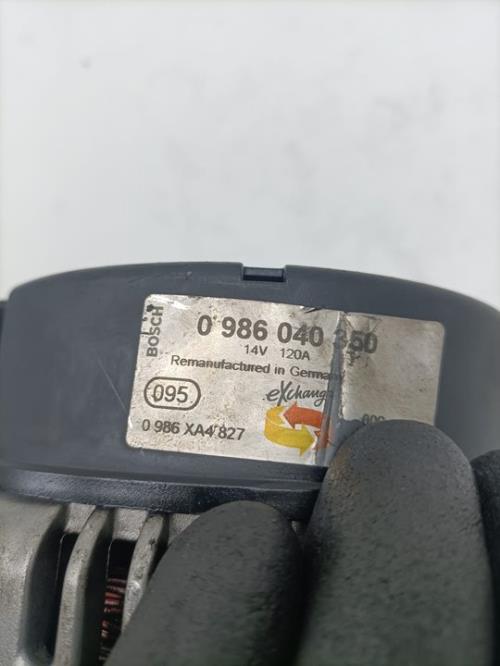 BOSCH
0 986 040 350
14V 120A
Remanufactured in Germany
095
eXchange
0 986 XA4 827